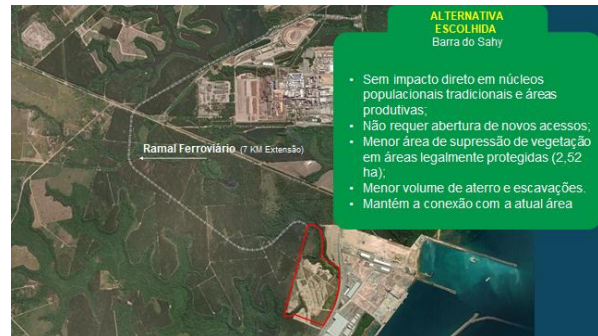 ALTERNATIVA
ESCOLHIDA
Barra do Sahy
• Sem impacto direto em núcleos
populacionais tradicionais e áreas
produtivas;
• Não requer abertura de novos acessos;
• Menor área de supressão de vegetação
em áreas legalmente protegidas (2,52
ha);
• Menor volume de aterro e escavações.
• Mantém a conexão com a atual área
Ramal Ferroviário (7 KM Extensão)